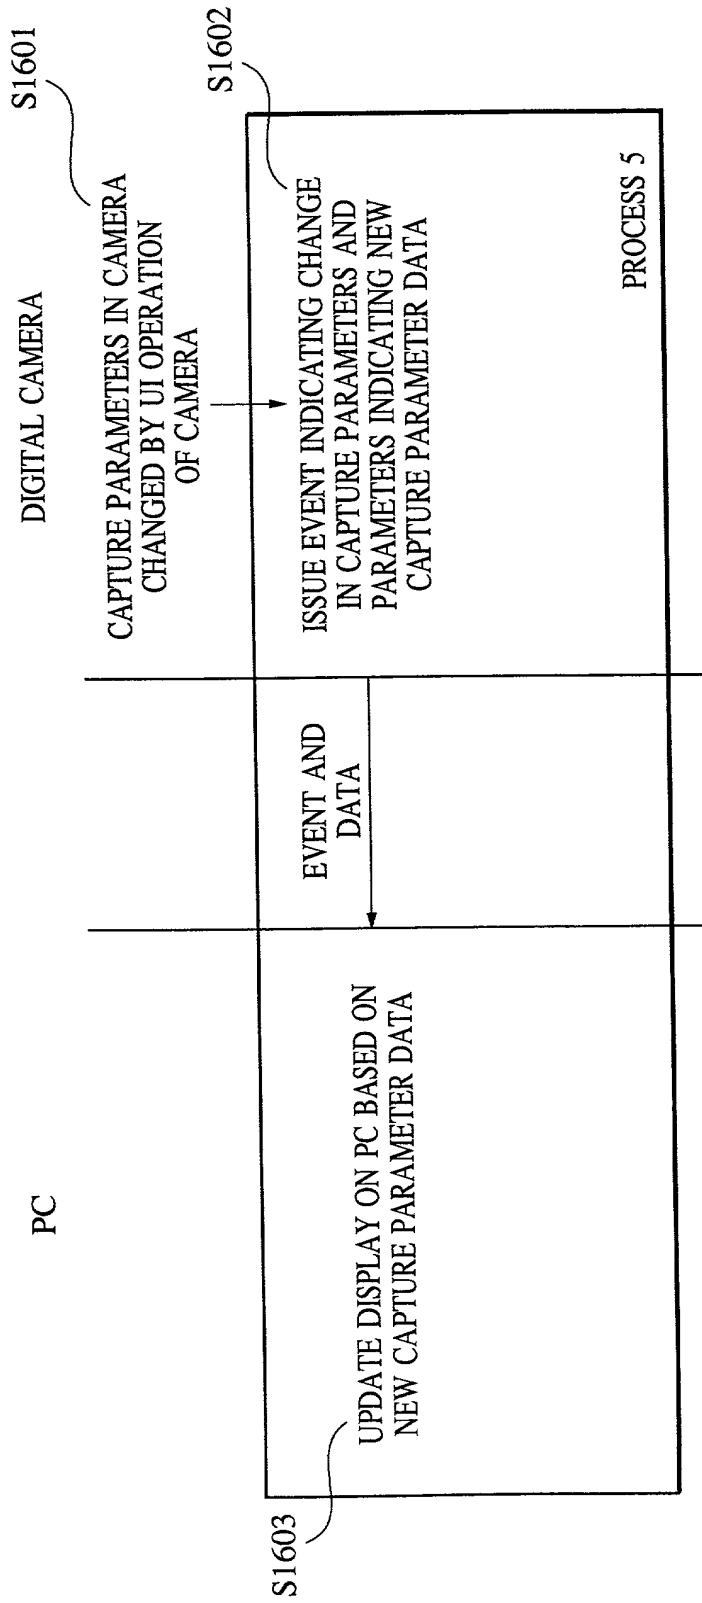 PC
DIGITAL CAMERA
S1601
CAPTURE PARAMETERS IN CAMERA
CHANGED BY UI OPERATION
OF CAMERA
S1602
ISSUE EVENT INDICATING CHANGE
IN CAPTURE PARAMETERS AND
PARAMETERS INDICATING NEW
CAPTURE PARAMETER DATA
EVENT AND
DATA
S1603
UPDATE DISPLAY ON PC BASED ON
NEW CAPTURE PARAMETER DATA
PROCESS 5